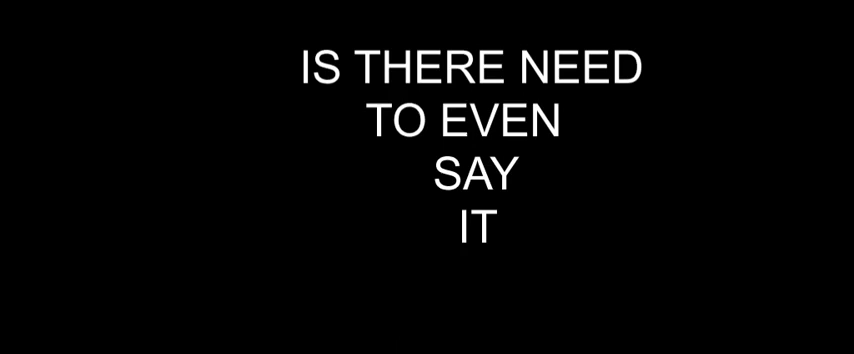 IS THERE NEED
TO EVEN
SAY
IT